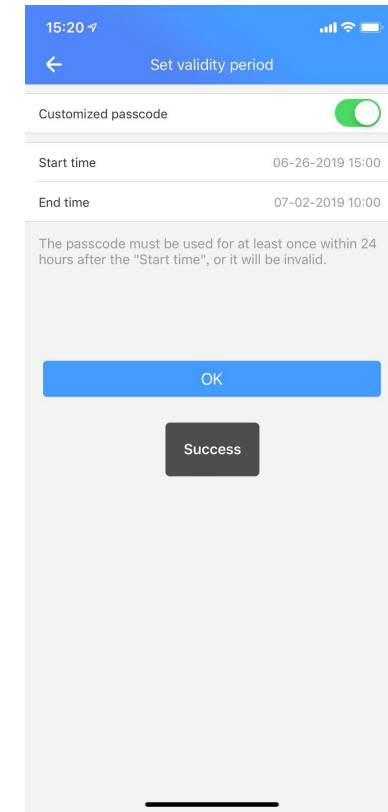 15:20
Set validity period
Customized passcode
Start time 06-26-2019 15:00
End time 07-02-2019 10:00
The passcode must be used for at least once within 24
hours after the "Start time", or it will be invalid.
OK
Success